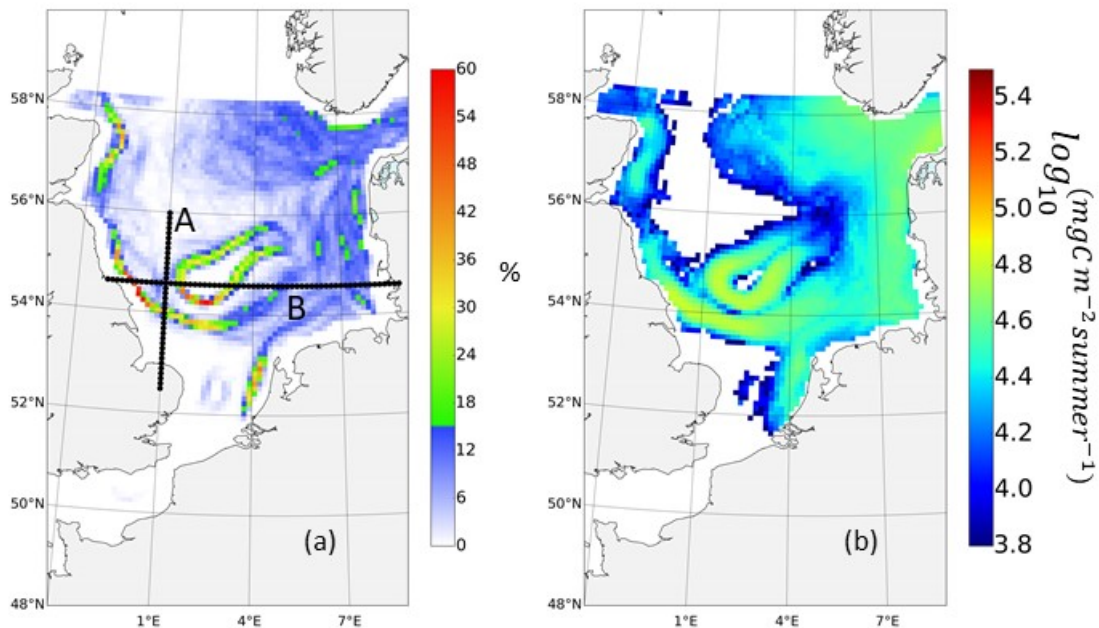 58°N
56°N
54°N
52°N
50°N
48°N
1°E
4°E
7°E
A
B
(a)
60
54
48
42
36
30
24
18
12
6
0
%
58°N
56°N
54°N
52°N
50°N
48°N
1°E
4°E
7°E
(b)
5.4
5.2
5.0
4.8
4.6
4.4
4.2
4.0
3.8
log₁₀(mgC m⁻² summer⁻¹)